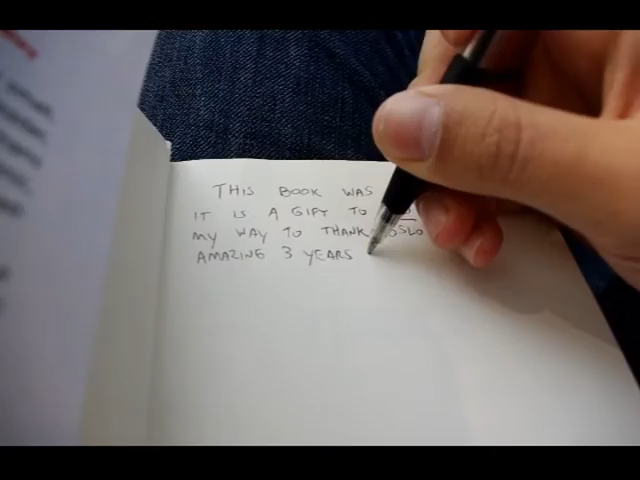 THIS BOOK WAS
IT IS A GIFT TO
MY WAY TO THANK OSLO
AMAZING 3 YEARS